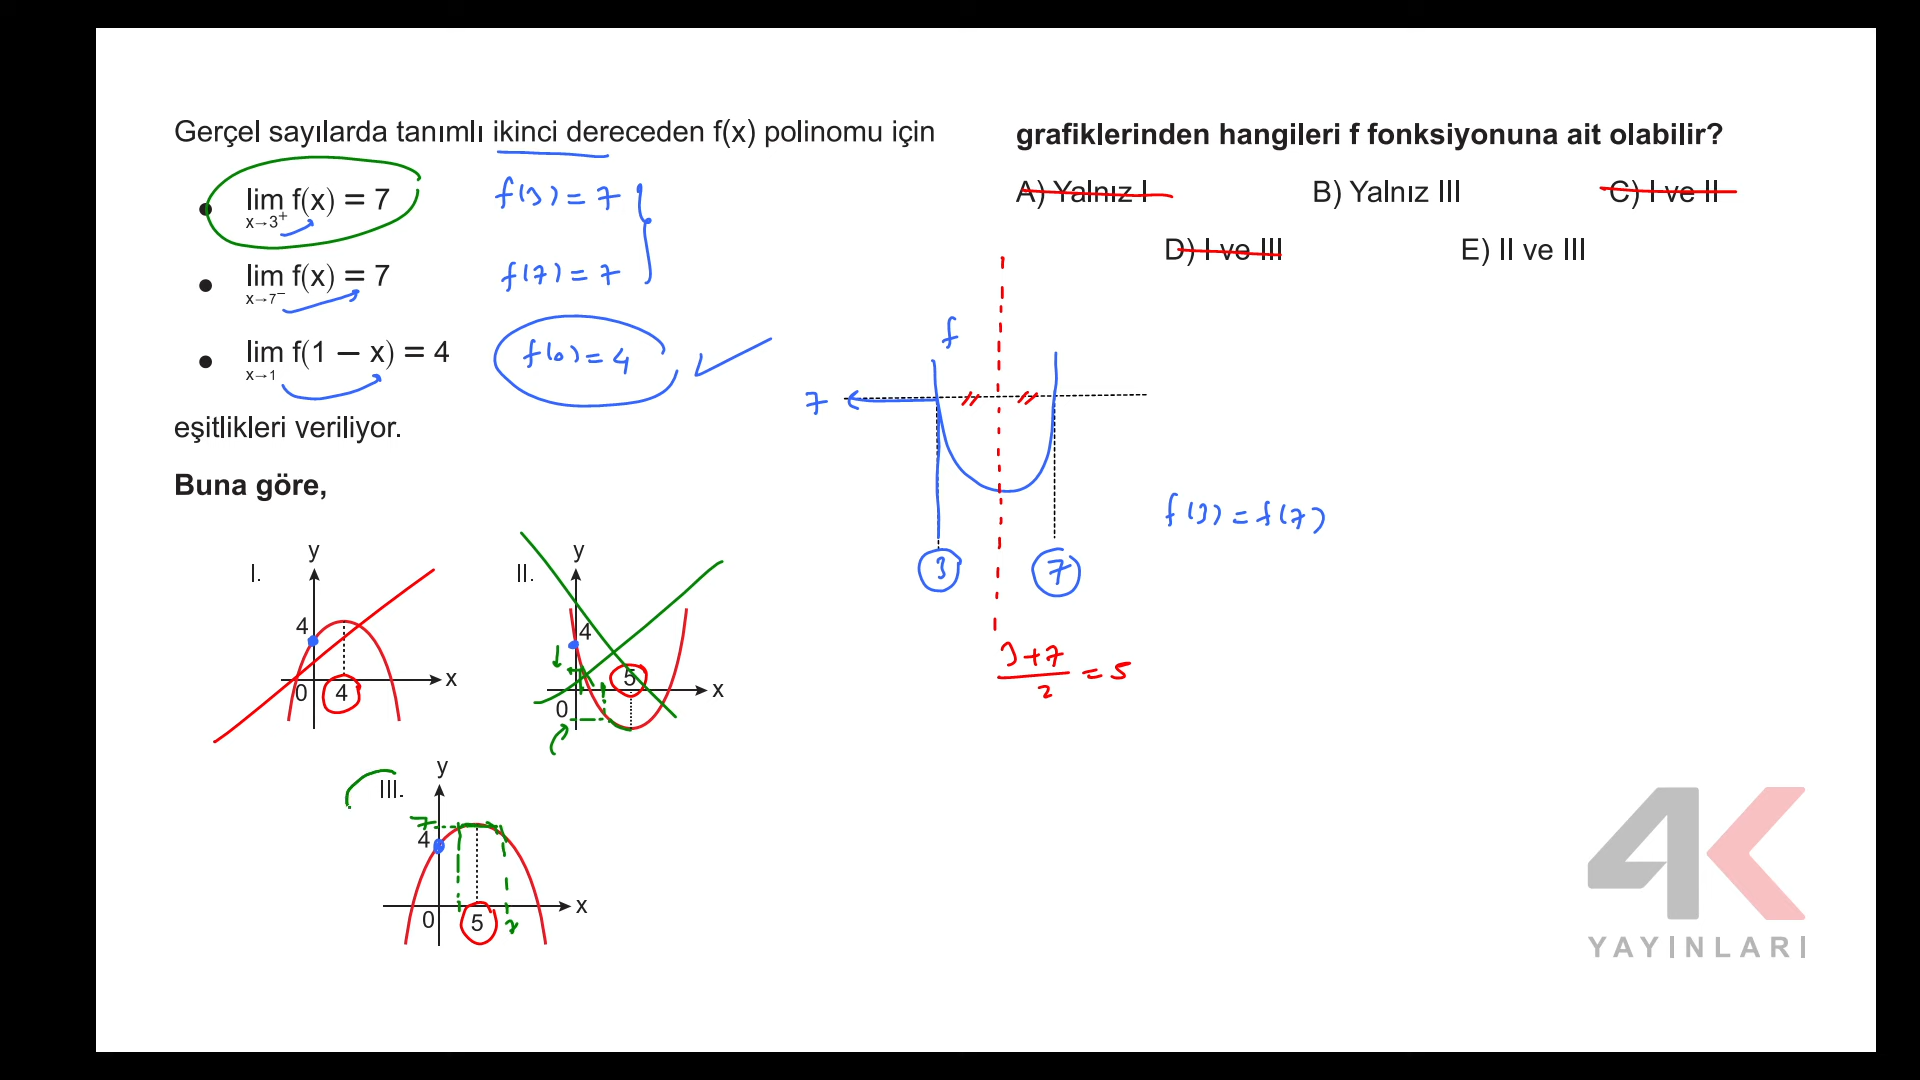 Gerçel sayılarda tanımlı ikinci dereceden f(x) polinomu için
• lim f(x) = 7
x→3⁺
f(3) = 7
• lim f(x) = 7
x→7⁻
f(7) = 7
• lim f(1 − x) = 4
x→1
f(0) = 4
eşitlikleri veriliyor.
Buna göre,
I.
y
4
0
4
x
II.
y
4
5
0
x
III.
y
7
4
0
5
7
x
grafiklerinden hangileri f fonksiyonuna ait olabilir?
A) Yalnız I
B) Yalnız III
C) I ve II
D) I ve III
E) II ve III
f
7
3
7
f(3) = f(7)
3+7
2
= 5
4K
YAYINLARI